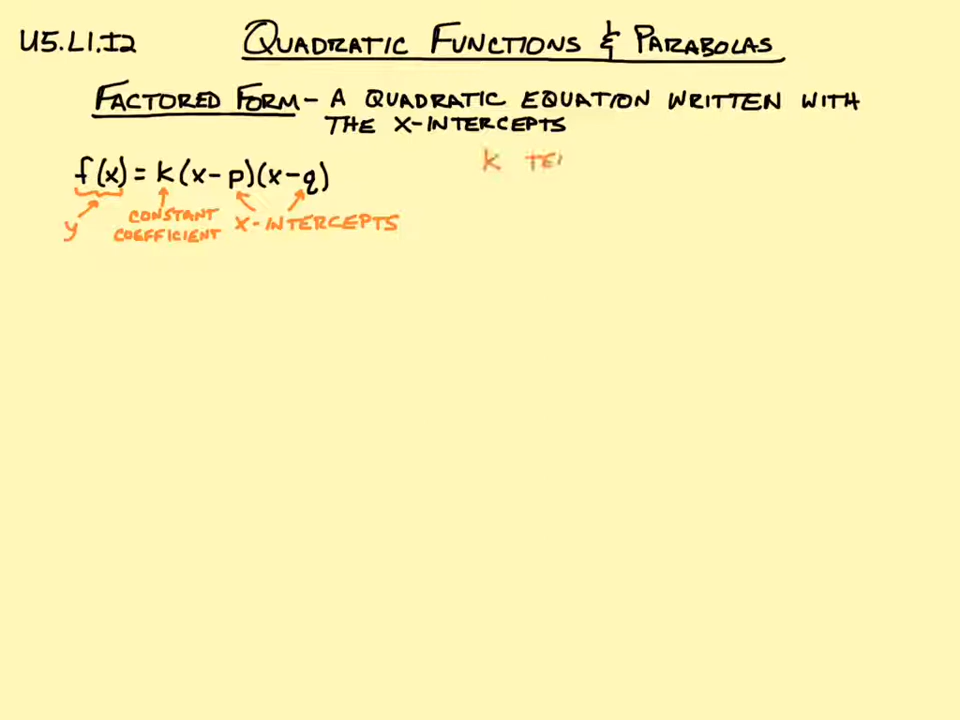 U5.L1.I2
QUADRATIC FUNCTIONS & PARABOLAS
FACTORED FORM - A QUADRATIC EQUATION WRITTEN WITH
THE X-INTERCEPTS
K
f(x) = k(x-p)(x-q)
y
CONSTANT
COEFFICIENT
X-INTERCEPTS